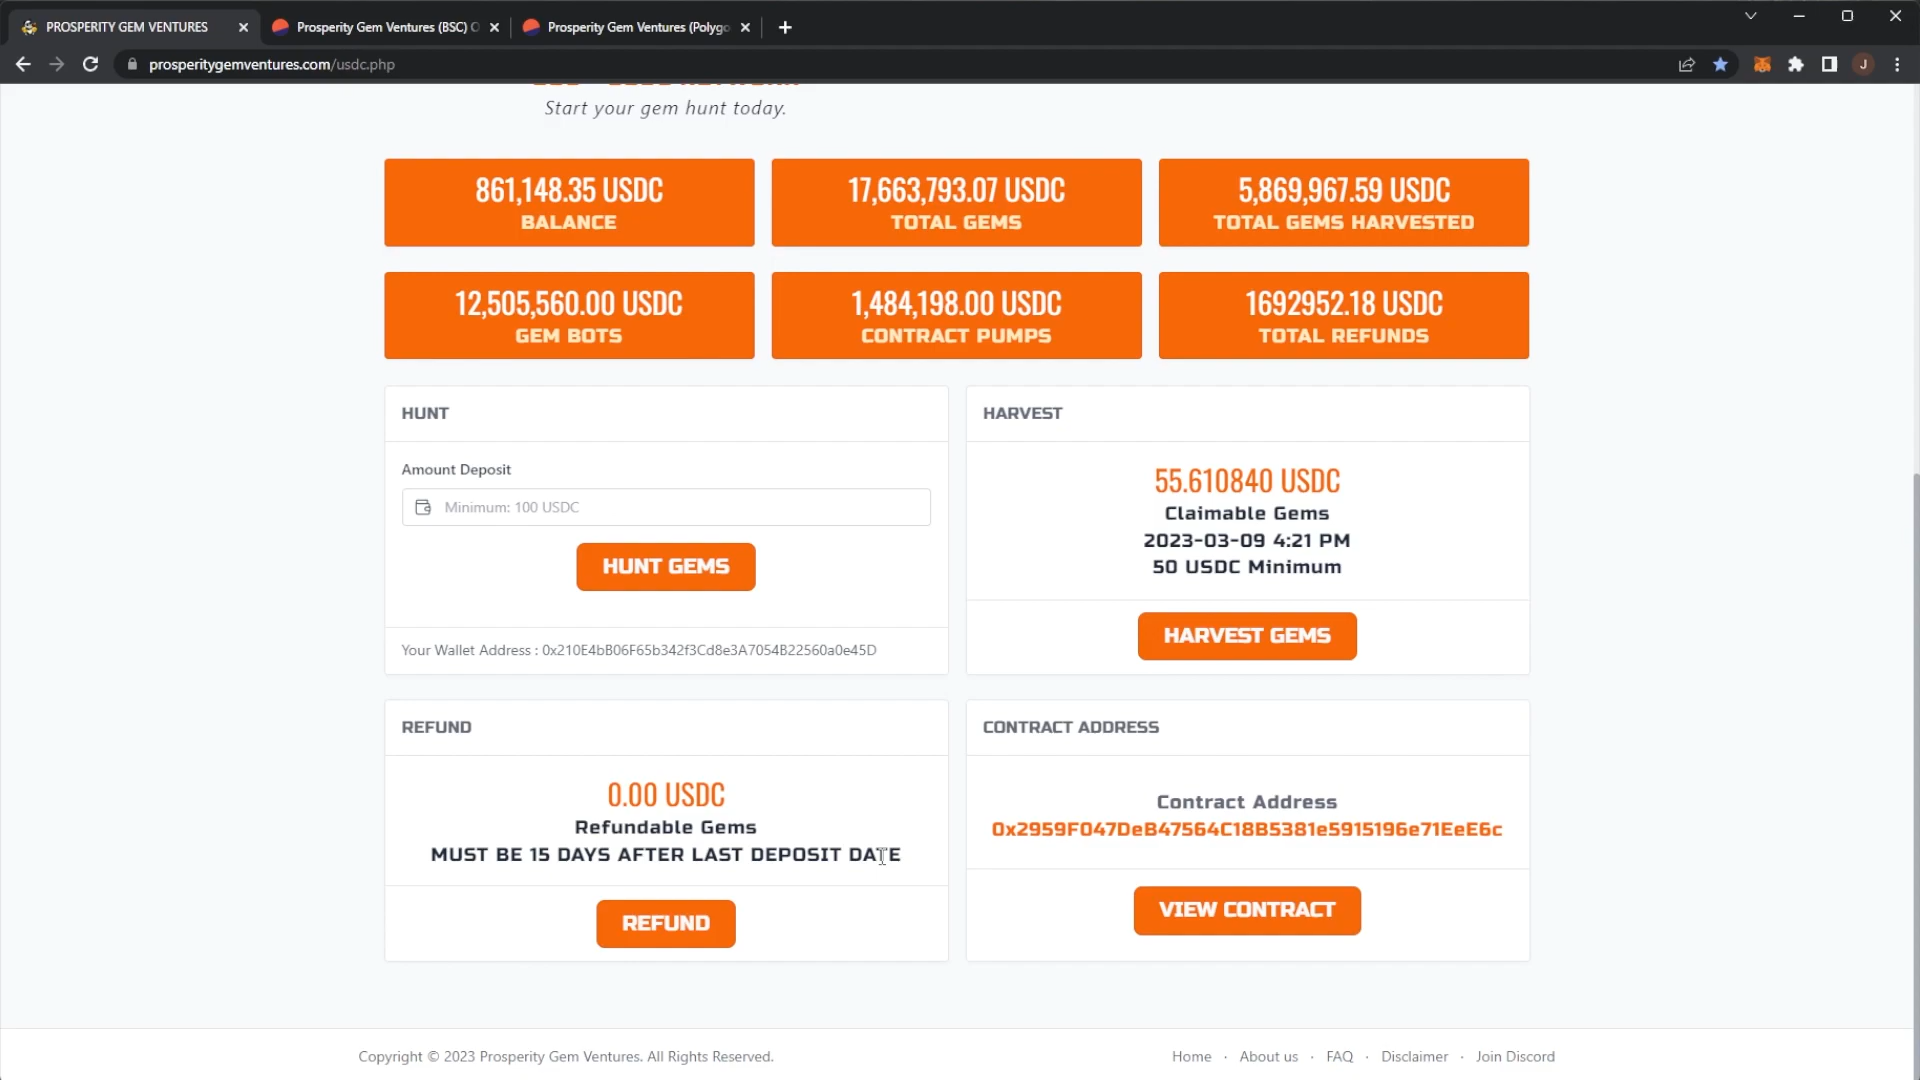 PROSPERITY GEM VENTURES
Prosperity Gem Ventures (BSC)
Prosperity Gem Ventures (Polygo
prosperitygemventures.com/usdc.php
J
Start your gem hunt today.
861,148.35 USDC
BALANCE
17,663,793.07 USDC
TOTAL GEMS
5,869,967.59 USDC
TOTAL GEMS HARVESTED
12,505,560.00 USDC
GEM BOTS
1,484,198.00 USDC
CONTRACT PUMPS
1692952.18 USDC
TOTAL REFUNDS
HUNT
Amount Deposit
Minimum: 100 USDC
HUNT GEMS
Your Wallet Address : 0x210E4bB06F65b342f3Cd8e3A7054B22560a0e45D
HARVEST
55.610840 USDC
Claimable Gems
2023-03-09 4:21 PM
50 USDC Minimum
HARVEST GEMS
REFUND
0.00 USDC
Refundable Gems
MUST BE 15 DAYS AFTER LAST DEPOSIT DATE
REFUND
CONTRACT ADDRESS
Contract Address
0x2959F047DeB47564C18B5381e5915196e71EeE6c
VIEW CONTRACT
Copyright © 2023 Prosperity Gem Ventures. All Rights Reserved.
Home · About us · FAQ · Disclaimer · Join Discord